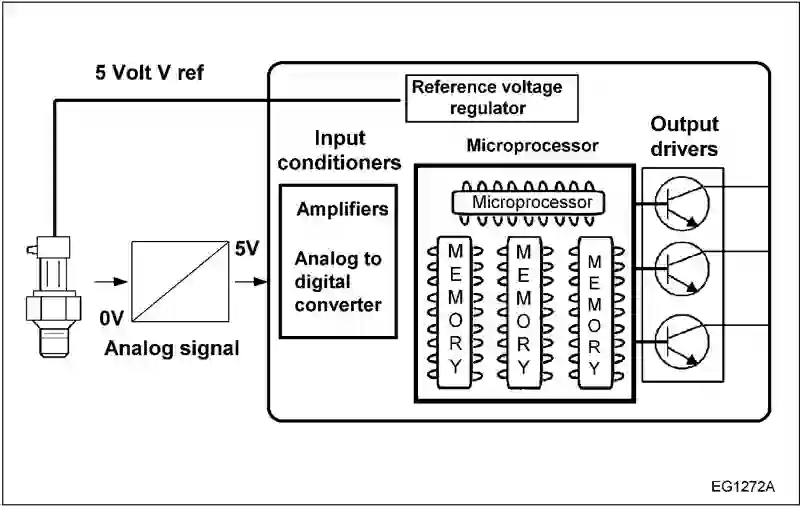 5 Volt V ref
Reference voltage
regulator
Input
conditioners
Microprocessor
Output
drivers
Amplifiers
Analog to
digital
converter
Microprocessor
MEMORY
MEMORY
MEMORY
5V
0V
Analog signal
EG1272A